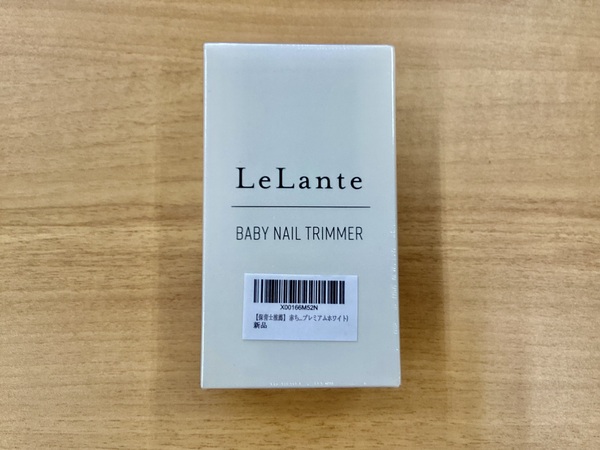 LeLante
BABY NAIL TRIMMER
X00166M52N
【保育士推薦】 赤ち...プレミアムホワイト)
新品